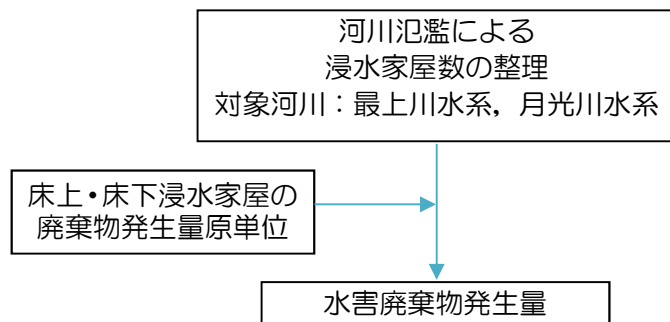 河川氾濫による
浸水家屋数の整理
対象河川：最上川水系，月光川水系
床上・床下浸水家屋の
廃棄物発生量原単位
水害廃棄物発生量